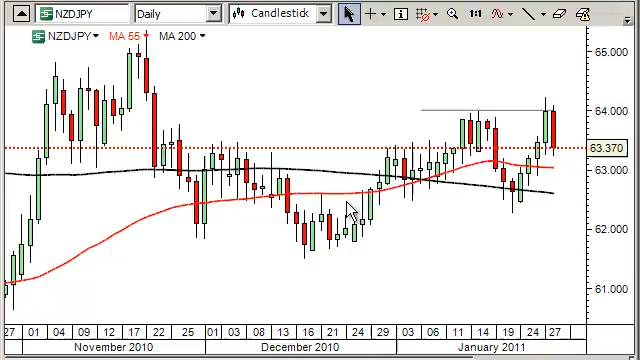 NZDJPY Daily Candlestick 1:1
NZDJPY MA 55 MA 200
65.000
64.000
63.370
63.000
62.000
61.000
27 01 04 09 12 17 22 25 01 03 08 13 16 21 24 29 03 06 11 14 19 24 27
November 2010 December 2010 January 2011